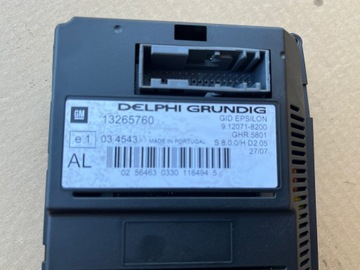 GM
DELPHI GRUNDIG
13265760
GID EPSILON
9.12071-8200
e1
03 4543
MADE IN PORTUGAL
GHR 5801
S 8.0.0/H D2.05
27/07
AL
02 56463 0330 116494 5